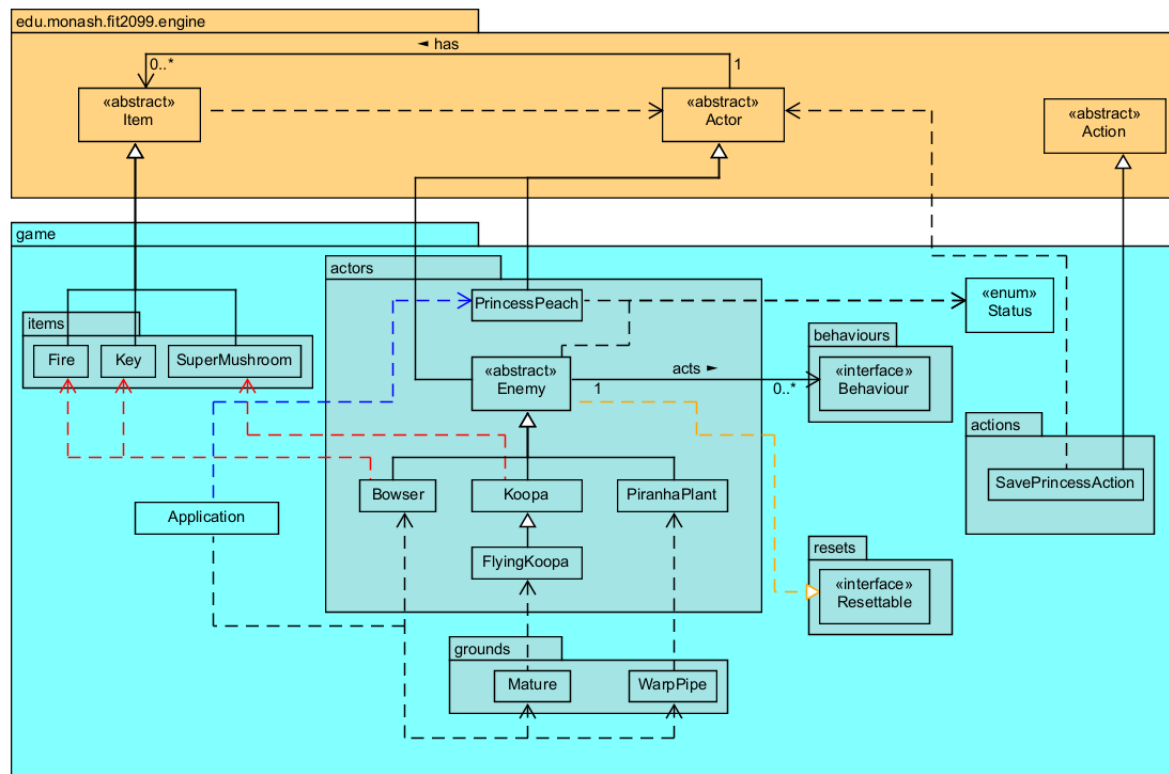 edu.monash.fit2099.engine
◄ has
0..*
1
«abstract»
Item
«abstract»
Actor
«abstract»
Action
game
actors
PrincessPeach
«enum»
Status
items
Fire
Key
SuperMushroom
behaviours
«abstract»
Enemy
acts ►
1
0..*
«interface»
Behaviour
actions
SavePrincessAction
Bowser
Koopa
PiranhaPlant
Application
FlyingKoopa
resets
«interface»
Resettable
grounds
Mature
WarpPipe